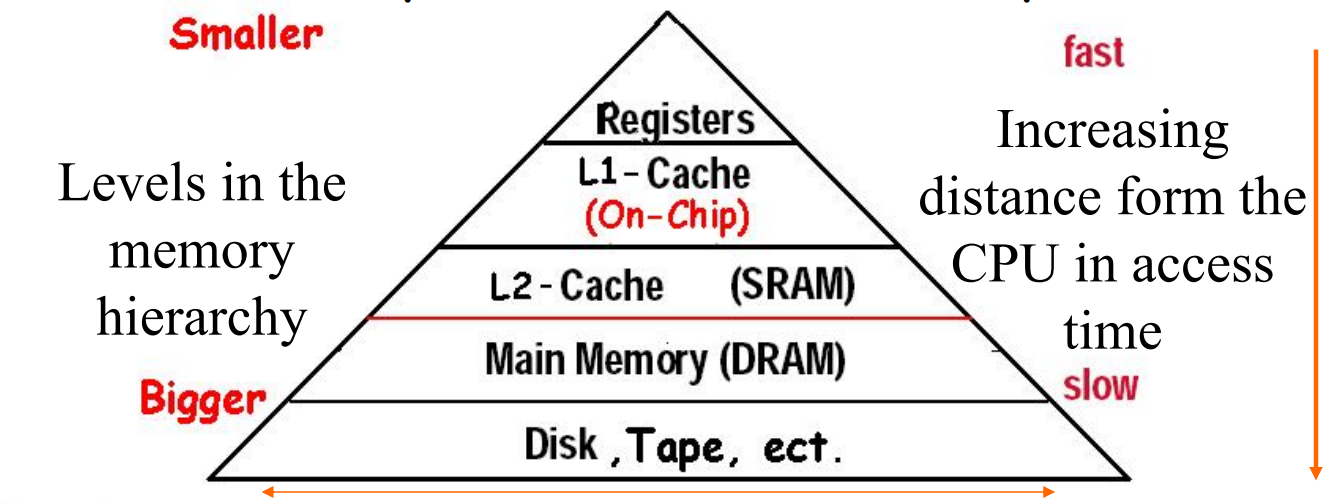 Smaller
fast
Registers
Increasing
L1-Cache
Levels in the
distance form the
(On-Chip)
memory
CPU in access
L2-Cache (SRAM)
hierarchy
time
Main Memory (DRAM)
slow
Bigger
Disk ,Tape, ect.